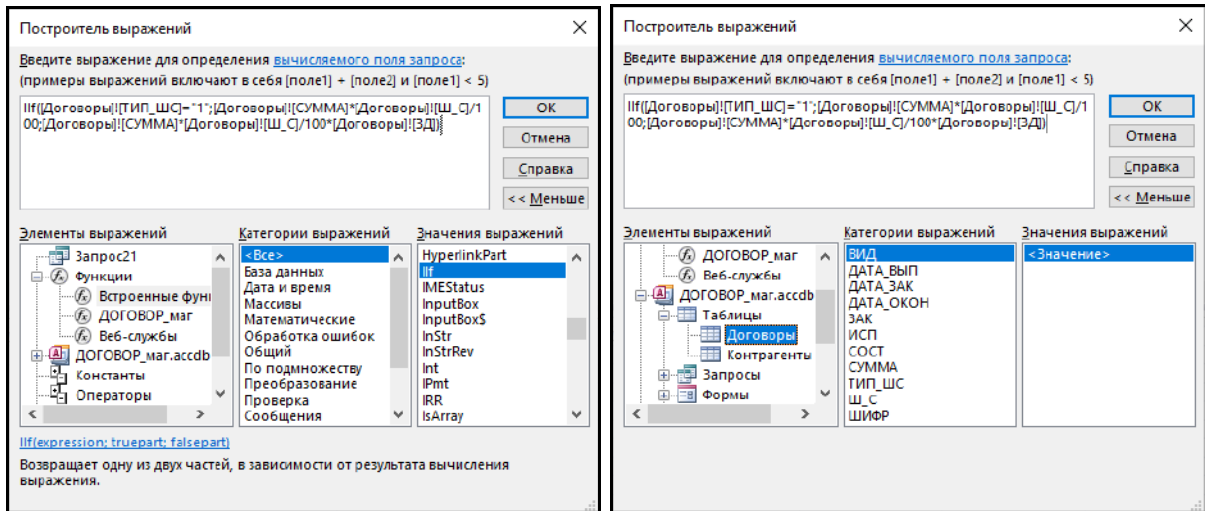 Построитель выражений
Введите выражение для определения вычисляемого поля запроса:
(примеры выражений включают в себя [поле1] + [поле2] и [поле1] < 5)
IIf([Договоры]![ТИП_ШС]="1";[Договоры]![СУММА]*[Договоры]![Ш_С]/1
00;[Договоры]![СУММА]*[Договоры]![Ш_С]/100*[Договоры]![ЗД])
ОК
Отмена
Справка
<< Меньше
Элементы выражений
Запрос21
Функции
Встроенные функ
ДОГОВОР_маг
Веб-службы
ДОГОВОР_маг.accdb
Константы
Операторы
Категории выражений
<Все>
База данных
Дата и время
Массивы
Математические
Обработка ошибок
Общий
По подмножеству
Преобразование
Проверка
Сообщения
Значения выражений
HyperlinkPart
IIf
IMEStatus
InputBox
InputBox$
InStr
InStrRev
Int
IPmt
IRR
IsArray
IIf(expression; truepart; falsepart)
Возвращает одну из двух частей, в зависимости от результата вычисления
выражения.
Построитель выражений
Введите выражение для определения вычисляемого поля запроса:
(примеры выражений включают в себя [поле1] + [поле2] и [поле1] < 5)
IIf([Договоры]![ТИП_ШС]="1";[Договоры]![СУММА]*[Договоры]![Ш_С]/1
00;[Договоры]![СУММА]*[Договоры]![Ш_С]/100*[Договоры]![ЗД])
ОК
Отмена
Справка
<< Меньше
Элементы выражений
ДОГОВОР_маг
Веб-службы
ДОГОВОР_маг.accdb
Таблицы
Договоры
Контрагенты
Запросы
Формы
Категории выражений
ВИД
ДАТА_ВЫП
ДАТА_ЗАК
ДАТА_ОКОН
ЗАК
ИСП
СОСТ
СУММА
ТИП_ШС
Ш_С
ШИФР
Значения выражений
<Значение>